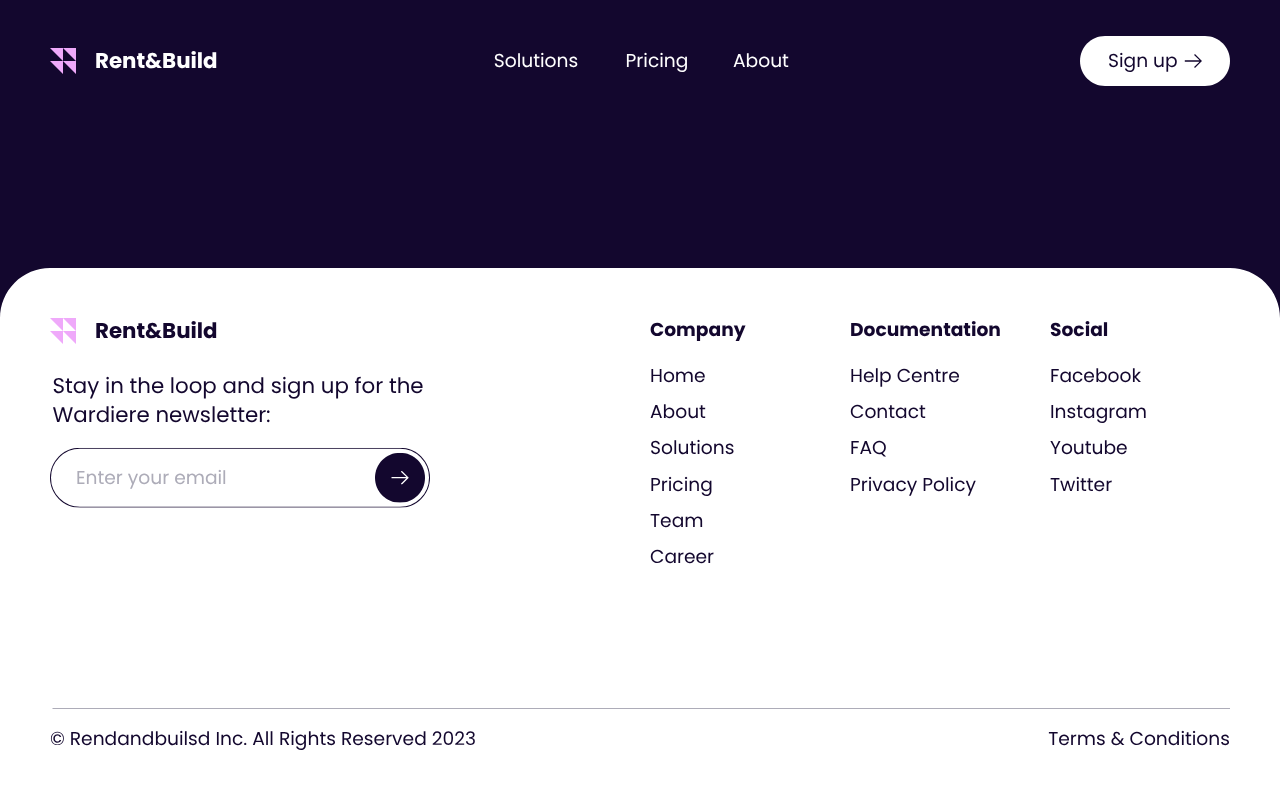 Rent&Build
Solutions
Pricing
About
Sign up
Rent&Build
Stay in the loop and sign up for the
Wardiere newsletter:
Enter your email
Company
Home
About
Solutions
Pricing
Team
Career
Documentation
Help Centre
Contact
FAQ
Privacy Policy
Social
Facebook
Instagram
Youtube
Twitter
© Rendandbuilsd Inc. All Rights Reserved 2023
Terms & Conditions